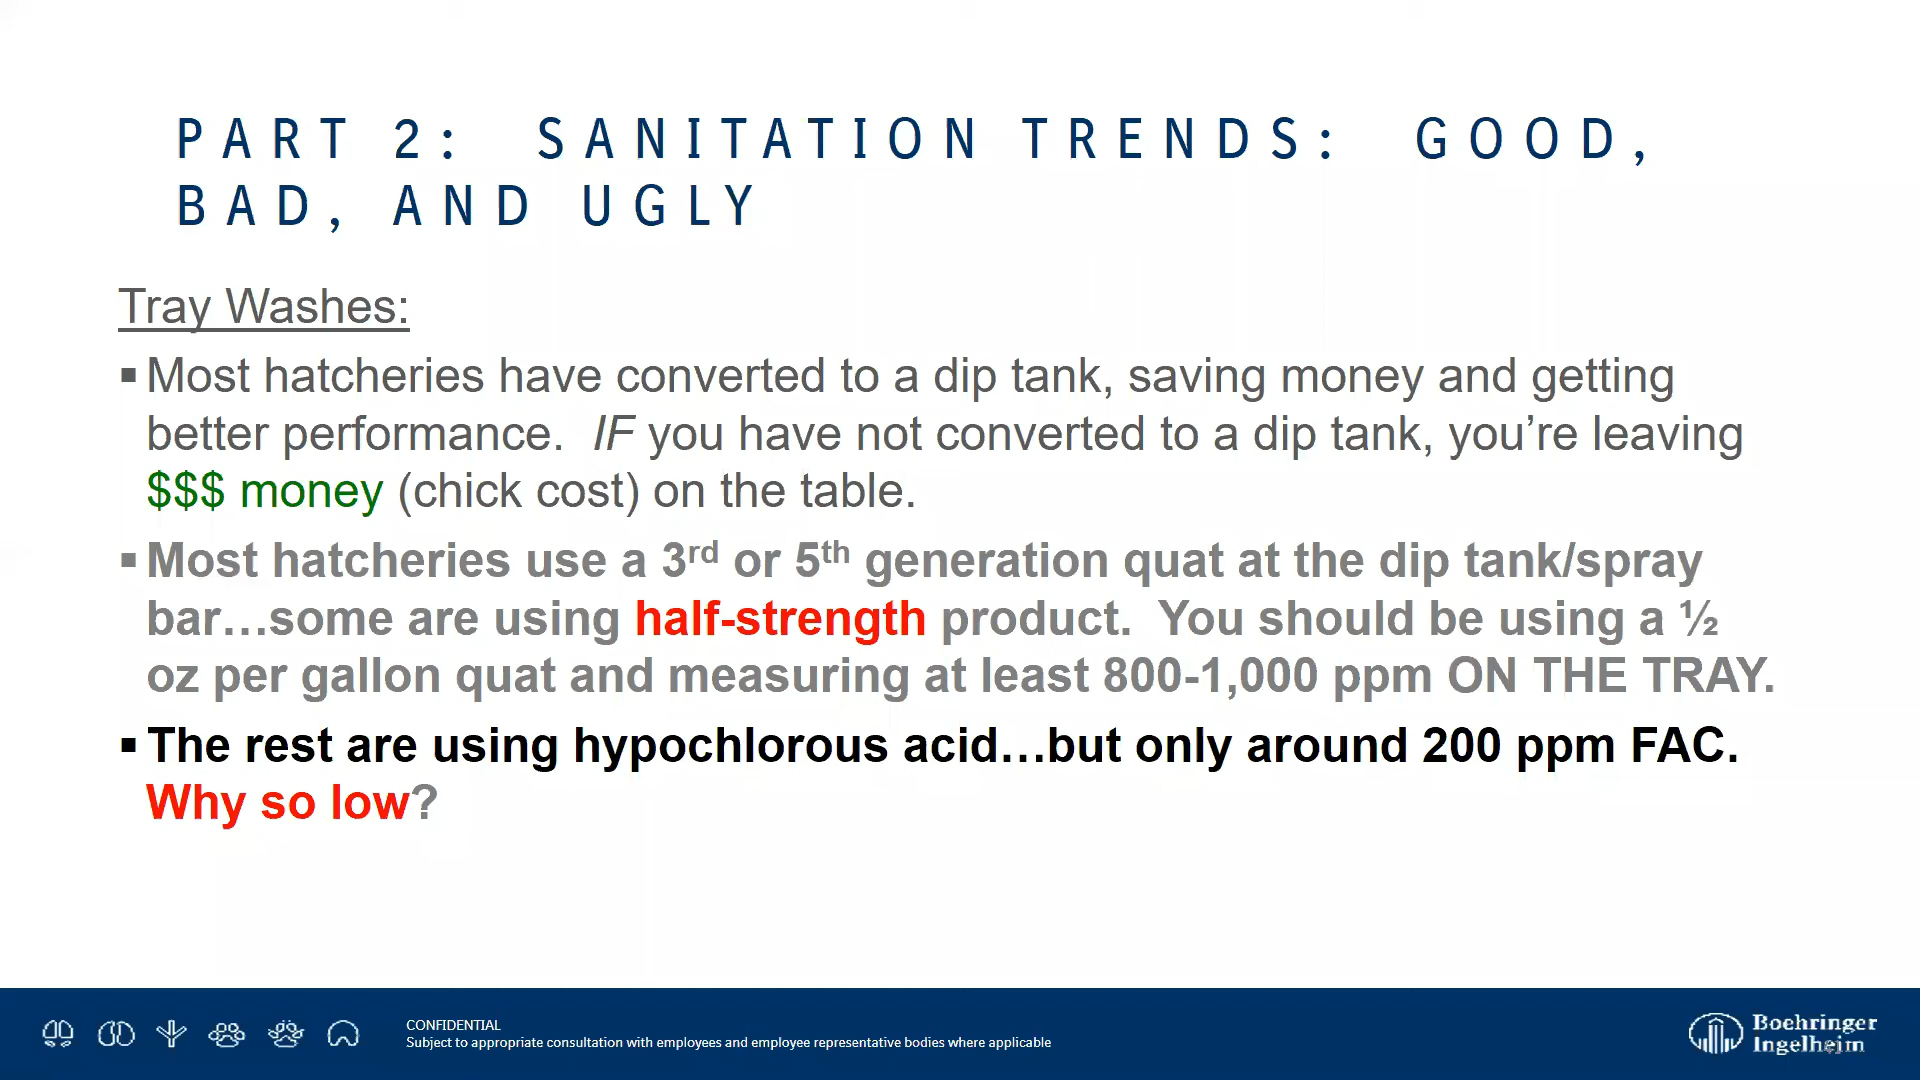 PART 2: SANITATION TRENDS: GOOD,
BAD, AND UGLY
Tray Washes:
▪Most hatcheries have converted to a dip tank, saving money and getting
better performance. IF you have not converted to a dip tank, you’re leaving
$$$ money (chick cost) on the table.
▪Most hatcheries use a 3rd or 5th generation quat at the dip tank/spray
bar…some are using half-strength product. You should be using a ½
oz per gallon quat and measuring at least 800-1,000 ppm ON THE TRAY.
▪The rest are using hypochlorous acid…but only around 200 ppm FAC.
Why so low?
CONFIDENTIAL
Subject to appropriate consultation with employees and employee representative bodies where applicable
Boehringer
Ingelheim